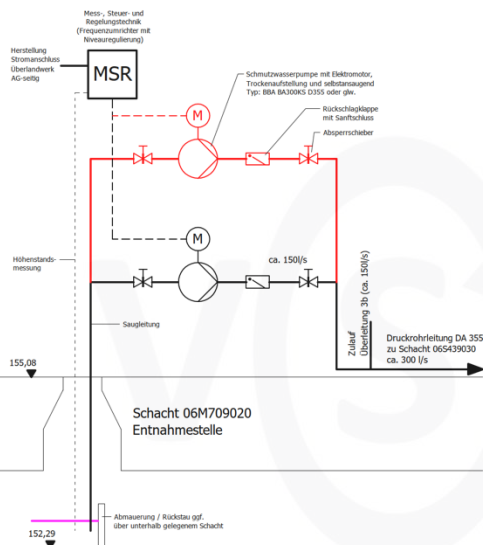 Mess-, Steuer- und
Regelungstechnik
(Frequenzumrichter mit
Niveauregulierung)
Herstellung
Stromanschluss
Überlandwerk
AG-seitig
MSR
Schmutzwasserpumpe mit Elektromotor,
Trockenaufstellung und selbstansaugend
Typ: BBA BA300KS D355 oder glw.
M
Rückschlagklappe
mit Sanftschluss
Absperrschieber
M
ca. 150l/s
Höhenstands-
messung
Zulauf
Überleitung 3b (ca. 150l/s)
Saugleitung
Druckrohrleitung DA 355
zu Schacht 06S439030
ca. 300 l/s
155,08
Schacht 06M709020
Entnahmestelle
Abmauerung / Rückstau ggf.
über unterhalb gelegenem Schacht
152,29
VS